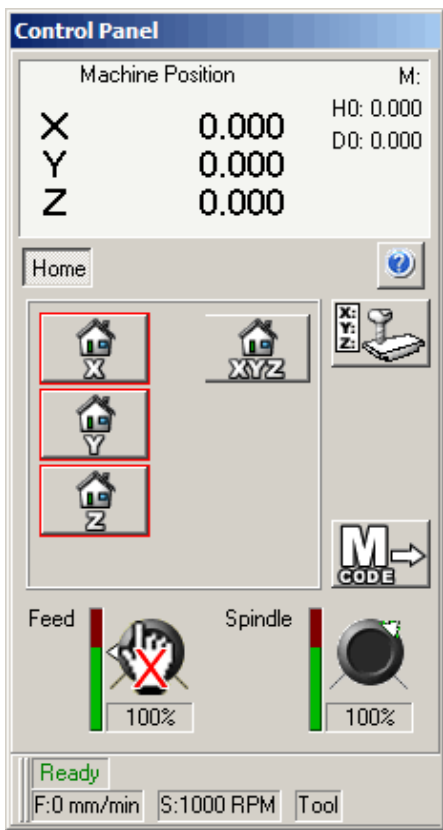 Control Panel
Machine Position M:
X 0.000 H0: 0.000
Y 0.000 D0: 0.000
Z 0.000
Home
X XYZ X: Y: Z:
Y
Z
M CODE
Feed Spindle
100% 100%
Ready
F:0 mm/min S:1000 RPM Tool